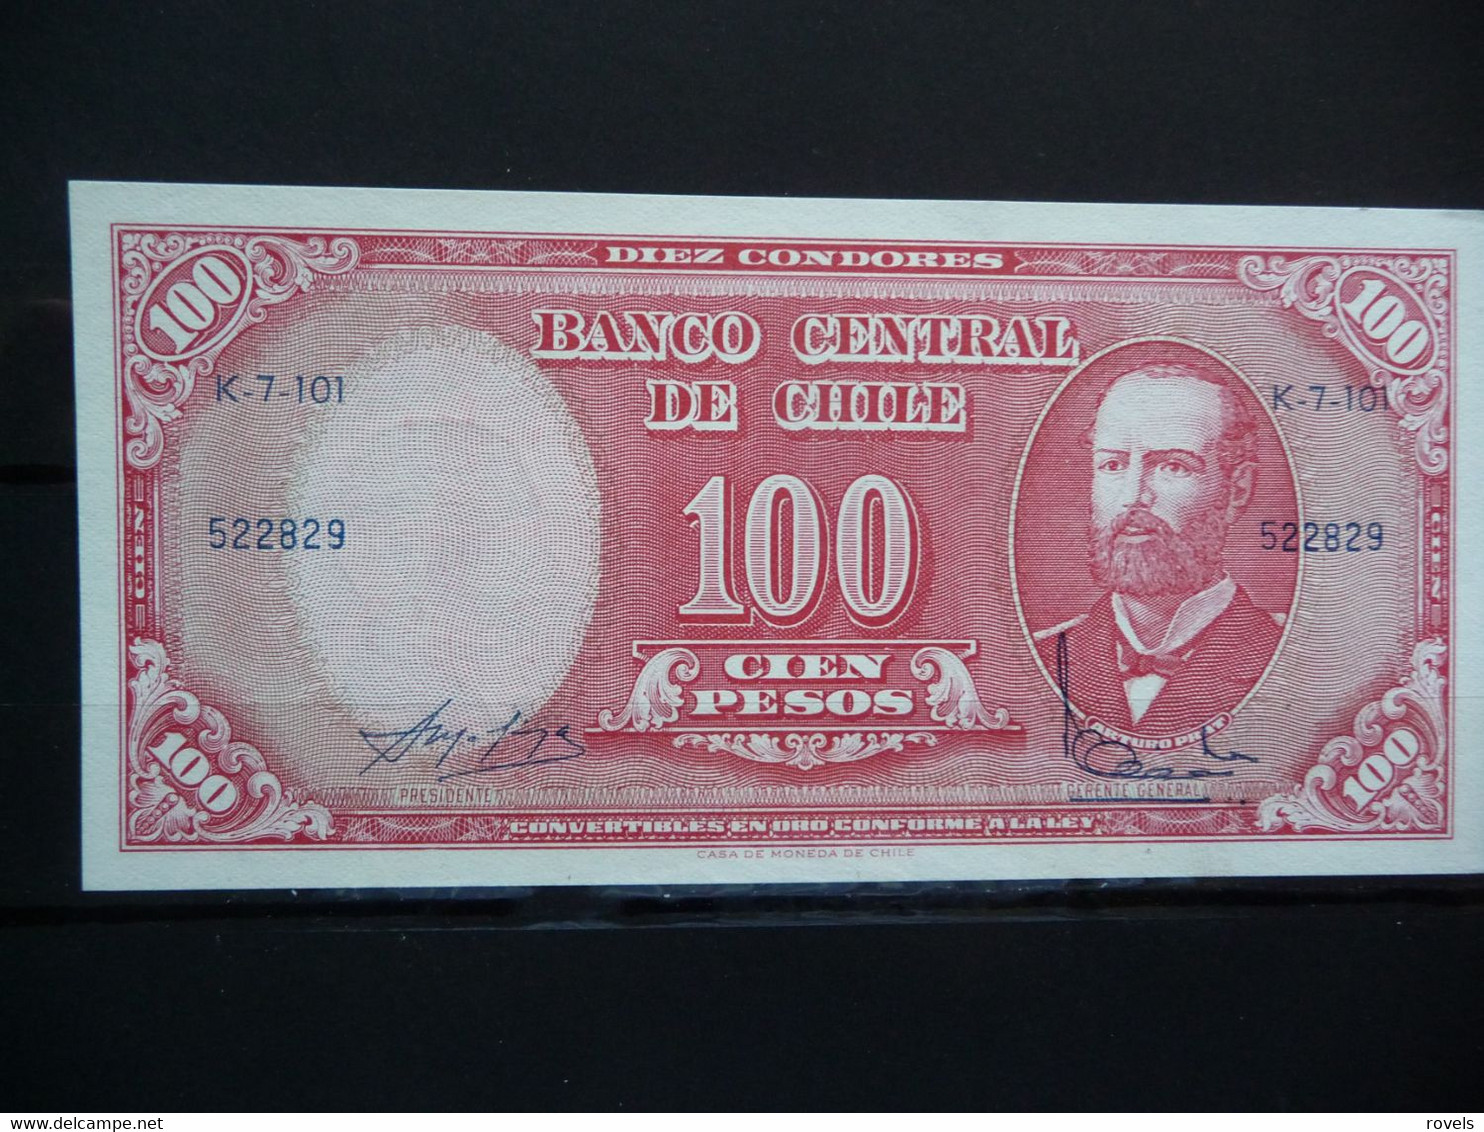 DIEZ CONDORES
100
100
BANCO CENTRAL
DE CHILE
K-7-101
K-7-101
100
522829
522829
CIEN
CIEN
CIEN
PESOS
ARTURO PRAT
PRESIDENTE
GERENTE GENERAL
100
100
CONVERTIBLES EN ORO CONFORME A LA LEY
CASA DE MONEDA DE CHILE
www.delcampe.net
rovels